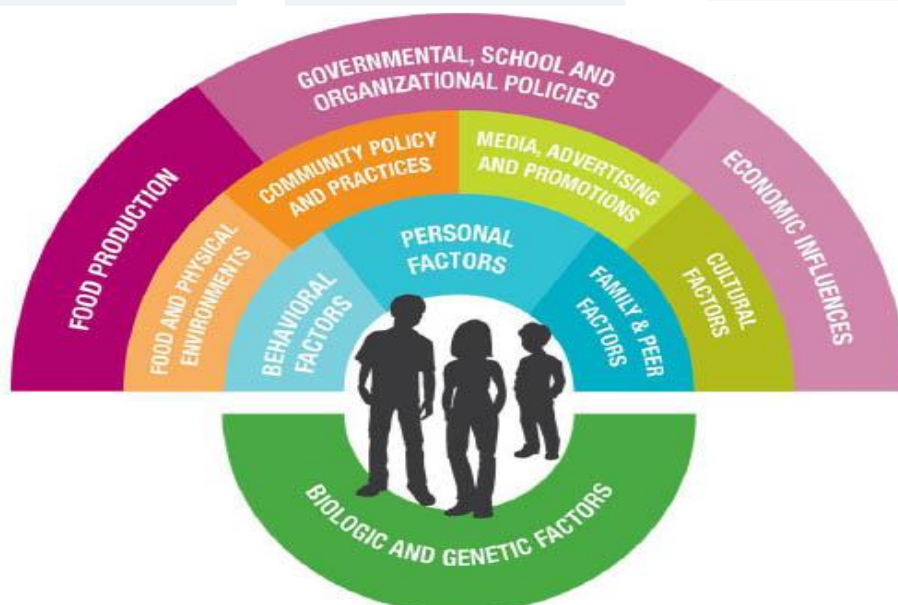 GOVERNMENTAL, SCHOOL AND
ORGANIZATIONAL POLICIES
FOOD PRODUCTION
ECONOMIC INFLUENCES
COMMUNITY POLICY
AND PRACTICES
MEDIA, ADVERTISING
AND PROMOTIONS
FOOD AND PHYSICAL
ENVIRONMENTS
CULTURAL
FACTORS
BEHAVIORAL
FACTORS
PERSONAL
FACTORS
FAMILY & PEER
FACTORS
BIOLOGIC AND GENETIC FACTORS